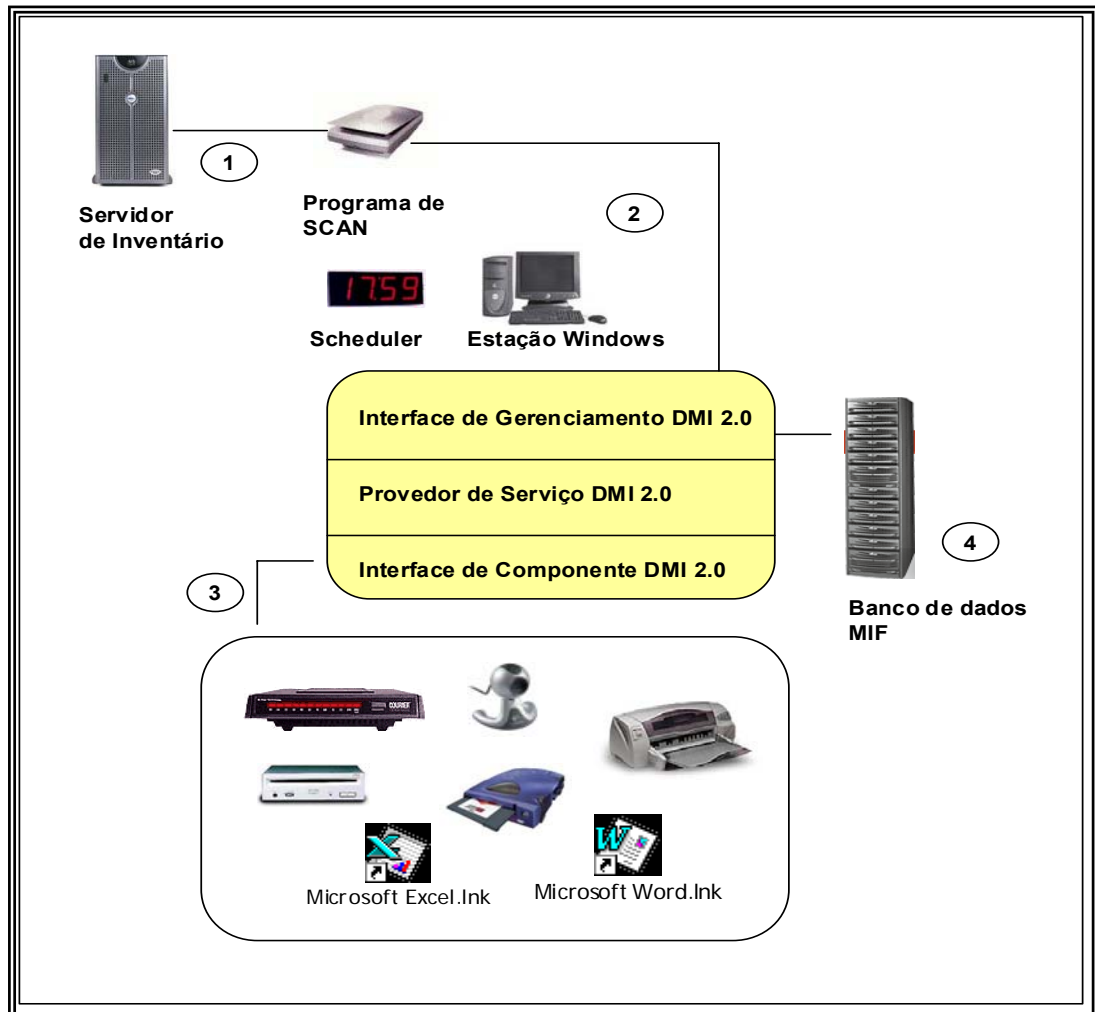 1
Servidor
de Inventário
Programa de
SCAN
2
17:59
Scheduler
Estação Windows
Interface de Gerenciamento DMI 2.0
Provedor de Serviço DMI 2.0
Interface de Componente DMI 2.0
3
4
Banco de dados
MIF
COURIER
Microsoft Excel.lnk
Microsoft Word.lnk